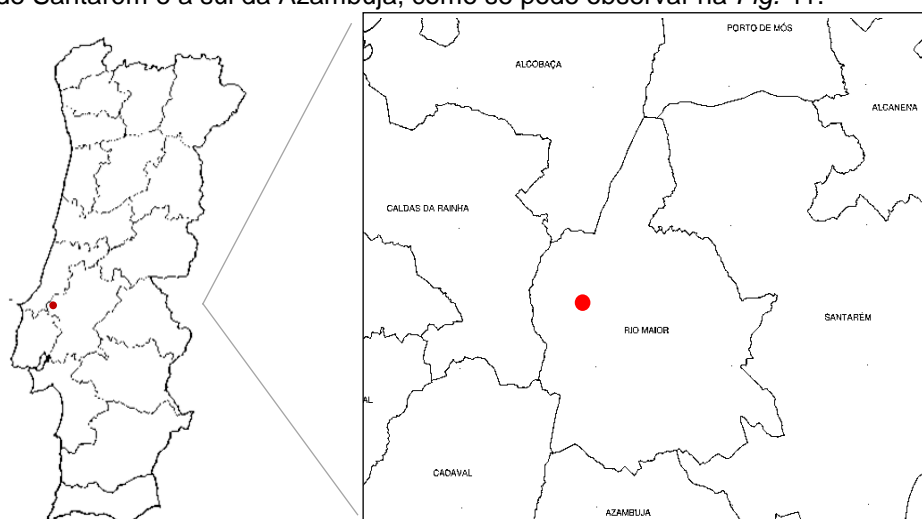 de Santarém e a sul da Azambuja, como se pode observar na Fig. 11.
PORTO DE MÓS
ALCOBAÇA
ALCANENA
CALDAS DA RAINHA
SANTARÉM
RIO MAIOR
AL
CADAVAL
AZAMBUJA